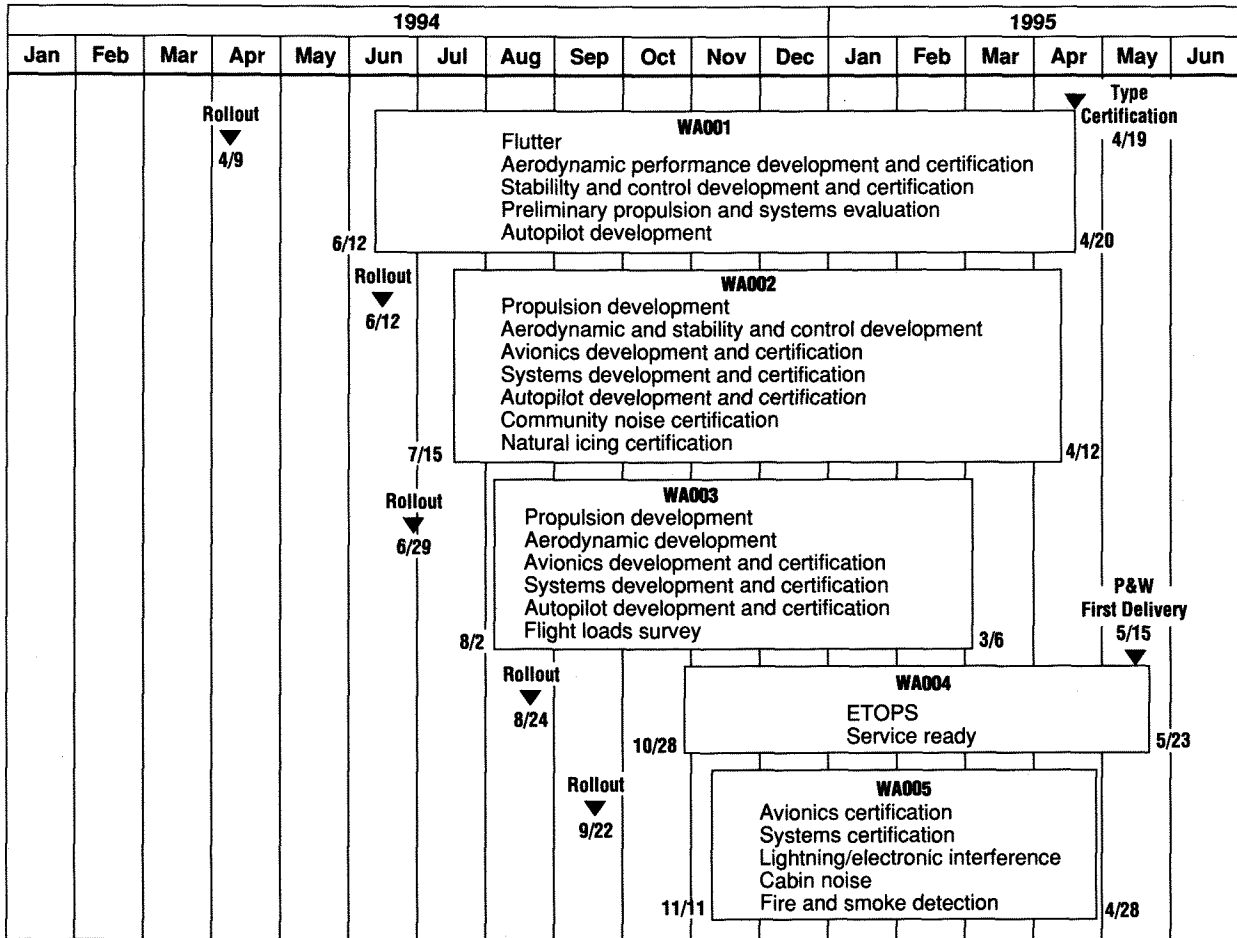 1994 1995
Jan Feb Mar Apr May Jun Jul Aug Sep Oct Nov Dec Jan Feb Mar Apr May Jun
Rollout
4/9
WA001
Flutter
Aerodynamic performance development and certification
Stabililty and control development and certification
Preliminary propulsion and systems evaluation
Autopilot development
6/12
4/20
Type
Certification
4/19
Rollout
6/12
WA002
Propulsion development
Aerodynamic and stability and control development
Avionics development and certification
Systems development and certification
Autopilot development and certification
Community noise certification
Natural icing certification
7/15
4/12
Rollout
6/29
WA003
Propulsion development
Aerodynamic development
Avionics development and certification
Systems development and certification
Autopilot development and certification
Flight loads survey
8/2
3/6
P&W
First Delivery
5/15
Rollout
8/24
WA004
ETOPS
Service ready
10/28
5/23
Rollout
9/22
WA005
Avionics certification
Systems certification
Lightning/electronic interference
Cabin noise
Fire and smoke detection
11/11
4/28